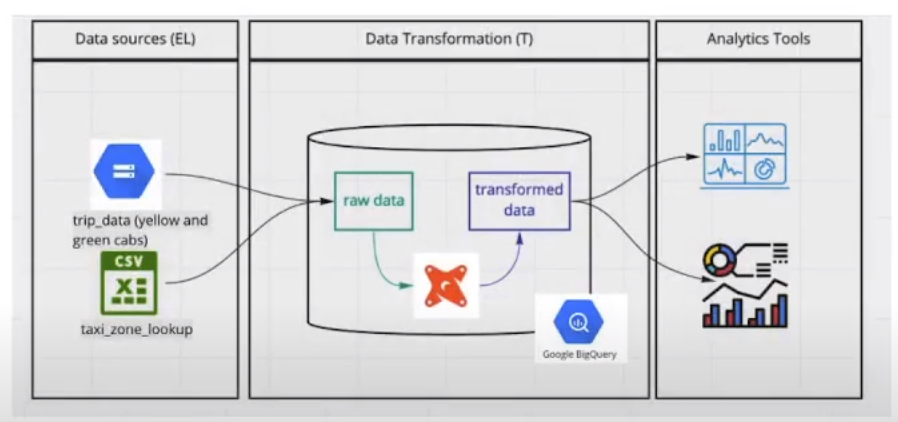 Data sources (EL)
Data Transformation (T)
Analytics Tools
trip_data (yellow and
green cabs)
CSV
X
taxi_zone_lookup
raw data
transformed
data
Google BigQuery